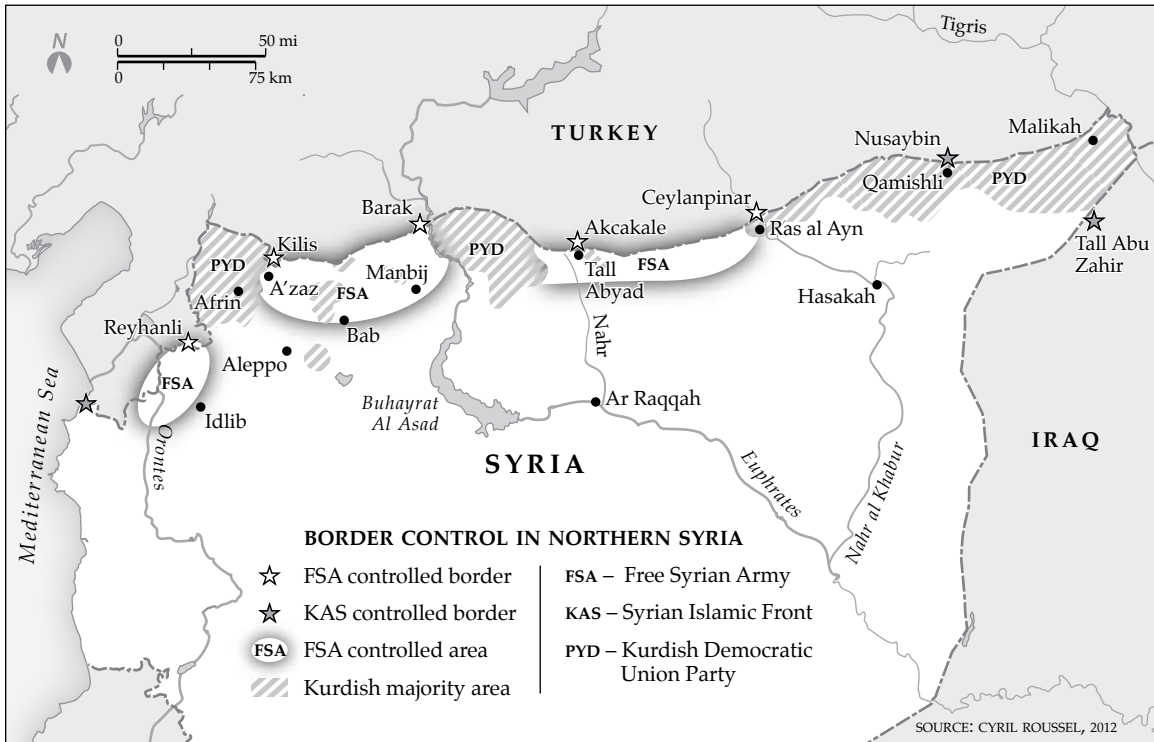 N
0 50 mi
0 75 km
Tigris
TURKEY
Nusaybin
Malikah
Qamishli
PYD
Ceylanpinar
Ras al Ayn
Barak
Akcakale
Tall Abu
Zahir
Kilis
PYD
PYD
Tall
Abyad
FSA
Manbij
A'zaz
FSA
Afrin
Hasakah
Reyhanli
Bab
Nahr
Aleppo
FSA
Idlib
Buhayrat
Al Asad
Ar Raqqah
Mediterranean Sea
Orontes
SYRIA
IRAQ
Euphrates
Nahr al Khabur
BORDER CONTROL IN NORTHERN SYRIA
FSA controlled border
KAS controlled border
FSA FSA controlled area
Kurdish majority area
FSA – Free Syrian Army
KAS – Syrian Islamic Front
PYD – Kurdish Democratic
Union Party
SOURCE: CYRIL ROUSSEL, 2012